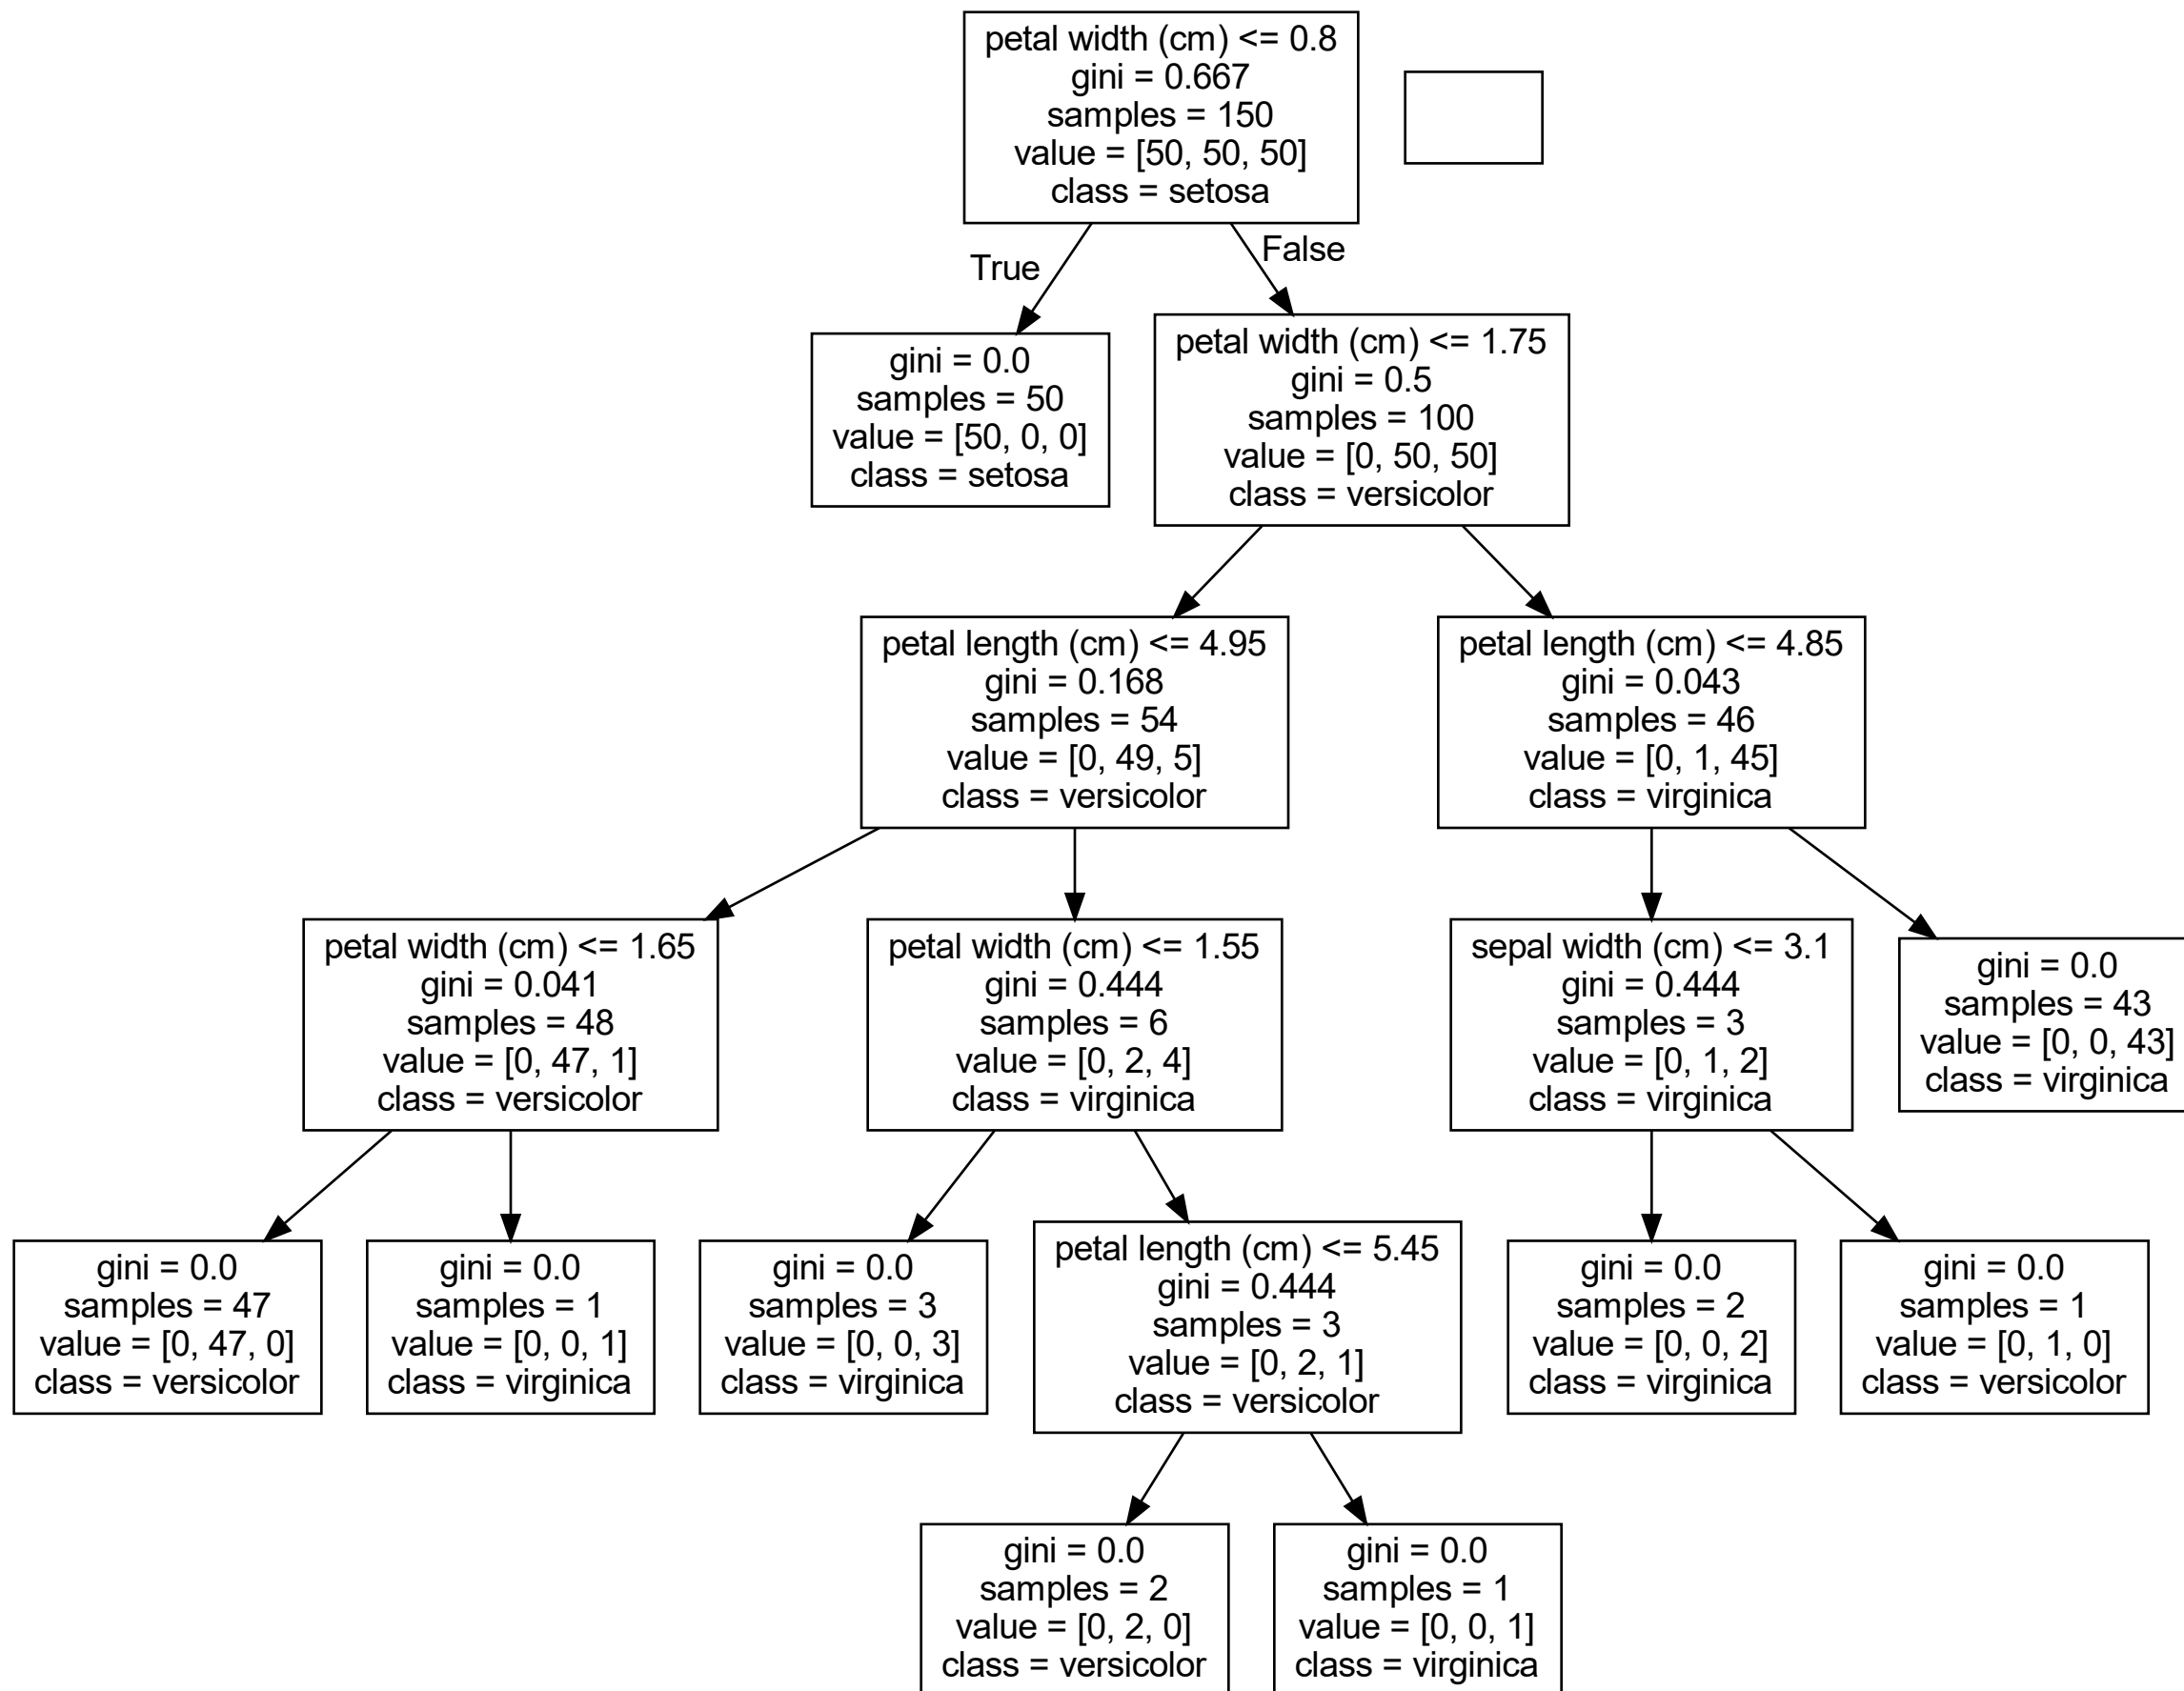 petal width (cm) <= 0.8
gini = 0.667
samples = 150
value = [50, 50, 50]
class = setosa
True
False
gini = 0.0
samples = 50
value = [50, 0, 0]
class = setosa
petal width (cm) <= 1.75
gini = 0.5
samples = 100
value = [0, 50, 50]
class = versicolor
petal length (cm) <= 4.95
gini = 0.168
samples = 54
value = [0, 49, 5]
class = versicolor
petal length (cm) <= 4.85
gini = 0.043
samples = 46
value = [0, 1, 45]
class = virginica
petal width (cm) <= 1.65
gini = 0.041
samples = 48
value = [0, 47, 1]
class = versicolor
petal width (cm) <= 1.55
gini = 0.444
samples = 6
value = [0, 2, 4]
class = virginica
sepal width (cm) <= 3.1
gini = 0.444
samples = 3
value = [0, 1, 2]
class = virginica
gini = 0.0
samples = 43
value = [0, 0, 43]
class = virginica
gini = 0.0
samples = 47
value = [0, 47, 0]
class = versicolor
gini = 0.0
samples = 1
value = [0, 0, 1]
class = virginica
gini = 0.0
samples = 3
value = [0, 0, 3]
class = virginica
petal length (cm) <= 5.45
gini = 0.444
samples = 3
value = [0, 2, 1]
class = versicolor
gini = 0.0
samples = 2
value = [0, 0, 2]
class = virginica
gini = 0.0
samples = 1
value = [0, 1, 0]
class = versicolor
gini = 0.0
samples = 2
value = [0, 2, 0]
class = versicolor
gini = 0.0
samples = 1
value = [0, 0, 1]
class = virginica